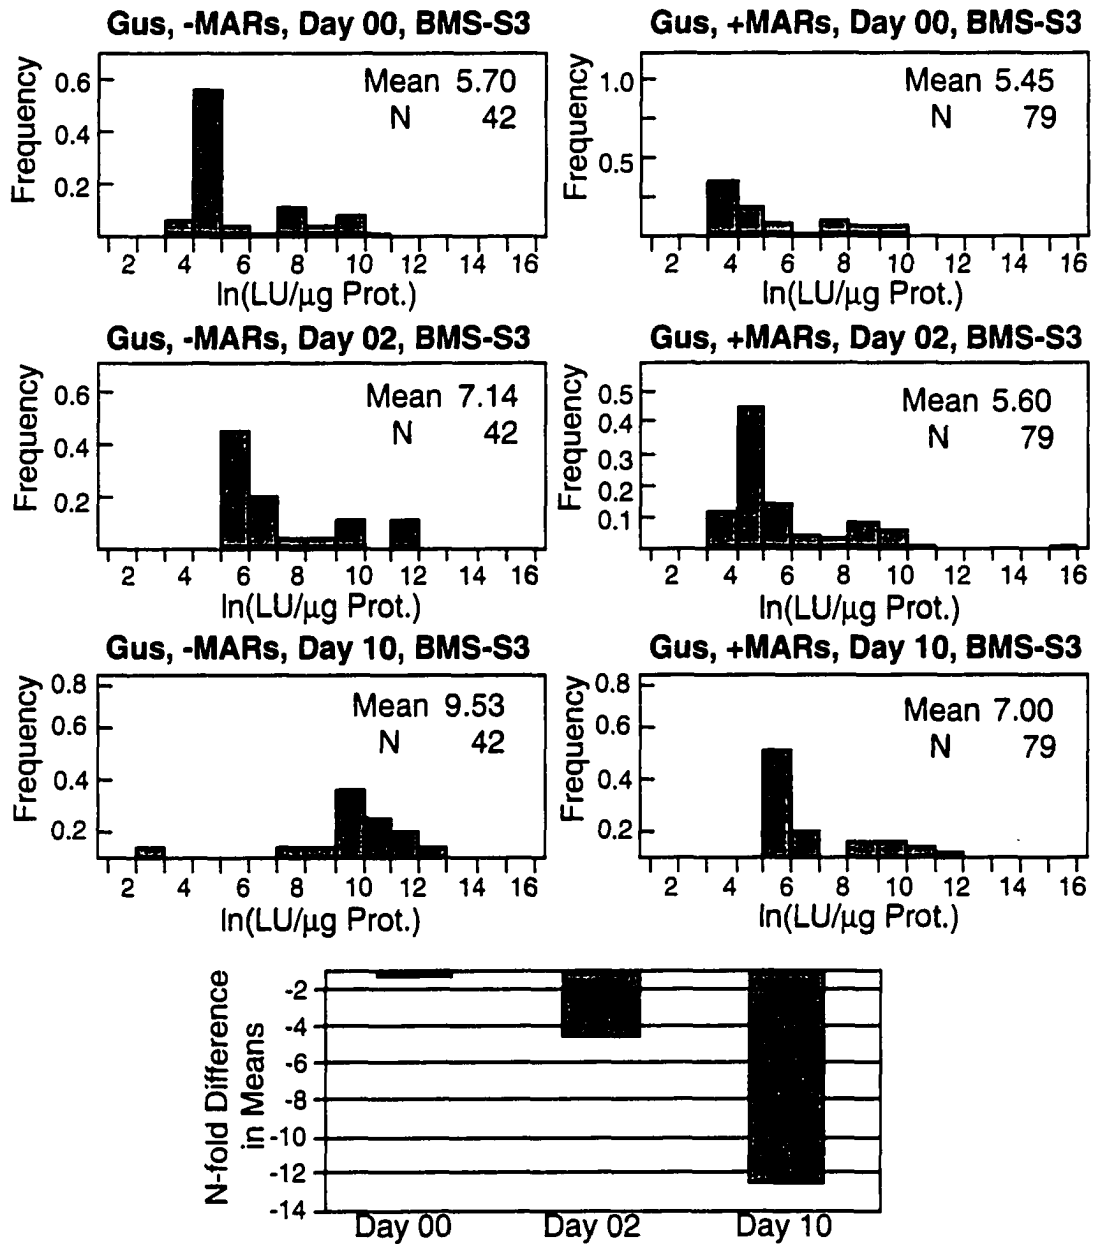 Gus, -MARs, Day 00, BMS-S3
Frequency
0.6
0.4
0.2
Mean 5.70
N 42
2 4 6 8 10 12 14 16
ln(LU/μg Prot.)
Gus, +MARs, Day 00, BMS-S3
Frequency
1.0
0.5
Mean 5.45
N 79
2 4 6 8 10 12 14 16
ln(LU/μg Prot.)
Gus, -MARs, Day 02, BMS-S3
Frequency
0.6
0.4
0.2
Mean 7.14
N 42
2 4 6 8 10 12 14 16
ln(LU/μg Prot.)
Gus, +MARs, Day 02, BMS-S3
Frequency
0.5
0.4
0.3
0.2
0.1
Mean 5.60
N 79
2 4 6 8 10 12 14 16
ln(LU/μg Prot.)
Gus, -MARs, Day 10, BMS-S3
Frequency
0.8
0.6
0.4
0.2
Mean 9.53
N 42
2 4 6 8 10 12 14 16
ln(LU/μg Prot.)
Gus, +MARs, Day 10, BMS-S3
Frequency
0.8
0.6
0.4
0.2
Mean 7.00
N 79
2 4 6 8 10 12 14 16
ln(LU/μg Prot.)
N-fold Difference
in Means
-2
-4
-6
-8
-10
-12
-14
Day 00 Day 02 Day 10